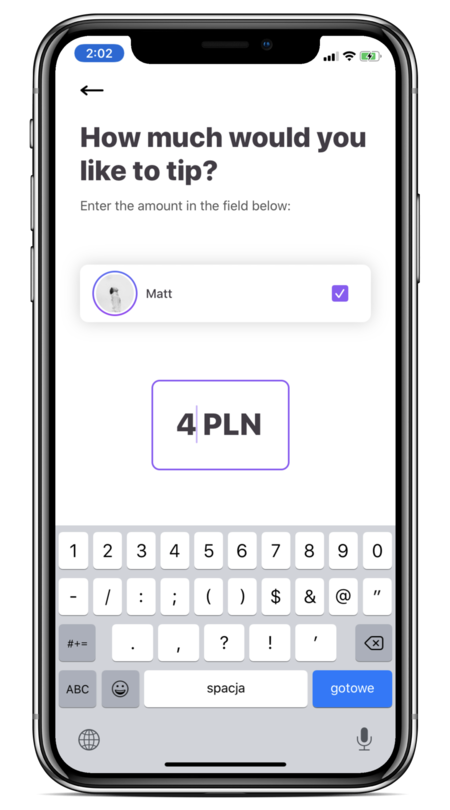 2:02
How much would you
like to tip?
Enter the amount in the field below:
Matt
4 PLN
1 2 3 4 5 6 7 8 9 0
- / : ; ( ) $ & @ "
#+= . , ? ! '
ABC spacja gotowe